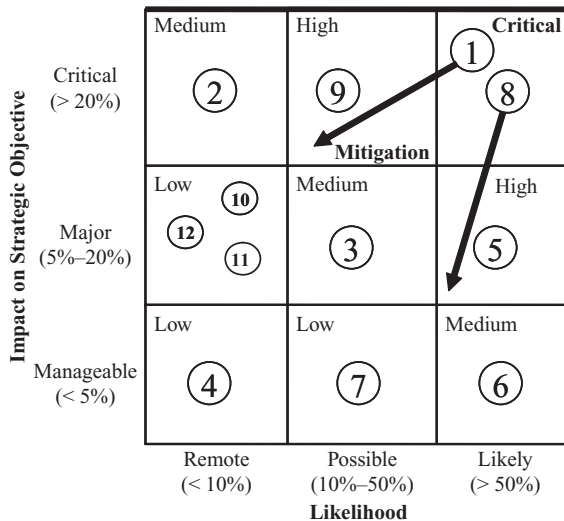 Impact on Strategic Objective
Critical
(> 20%)
Medium
2
High
9
Mitigation
Critical
1
8
Major
(5%–20%)
Low
10
12
11
Medium
3
High
5
Manageable
(< 5%)
Low
4
Low
7
Medium
6
Remote
(< 10%)
Possible
(10%–50%)
Likely
(> 50%)
Likelihood